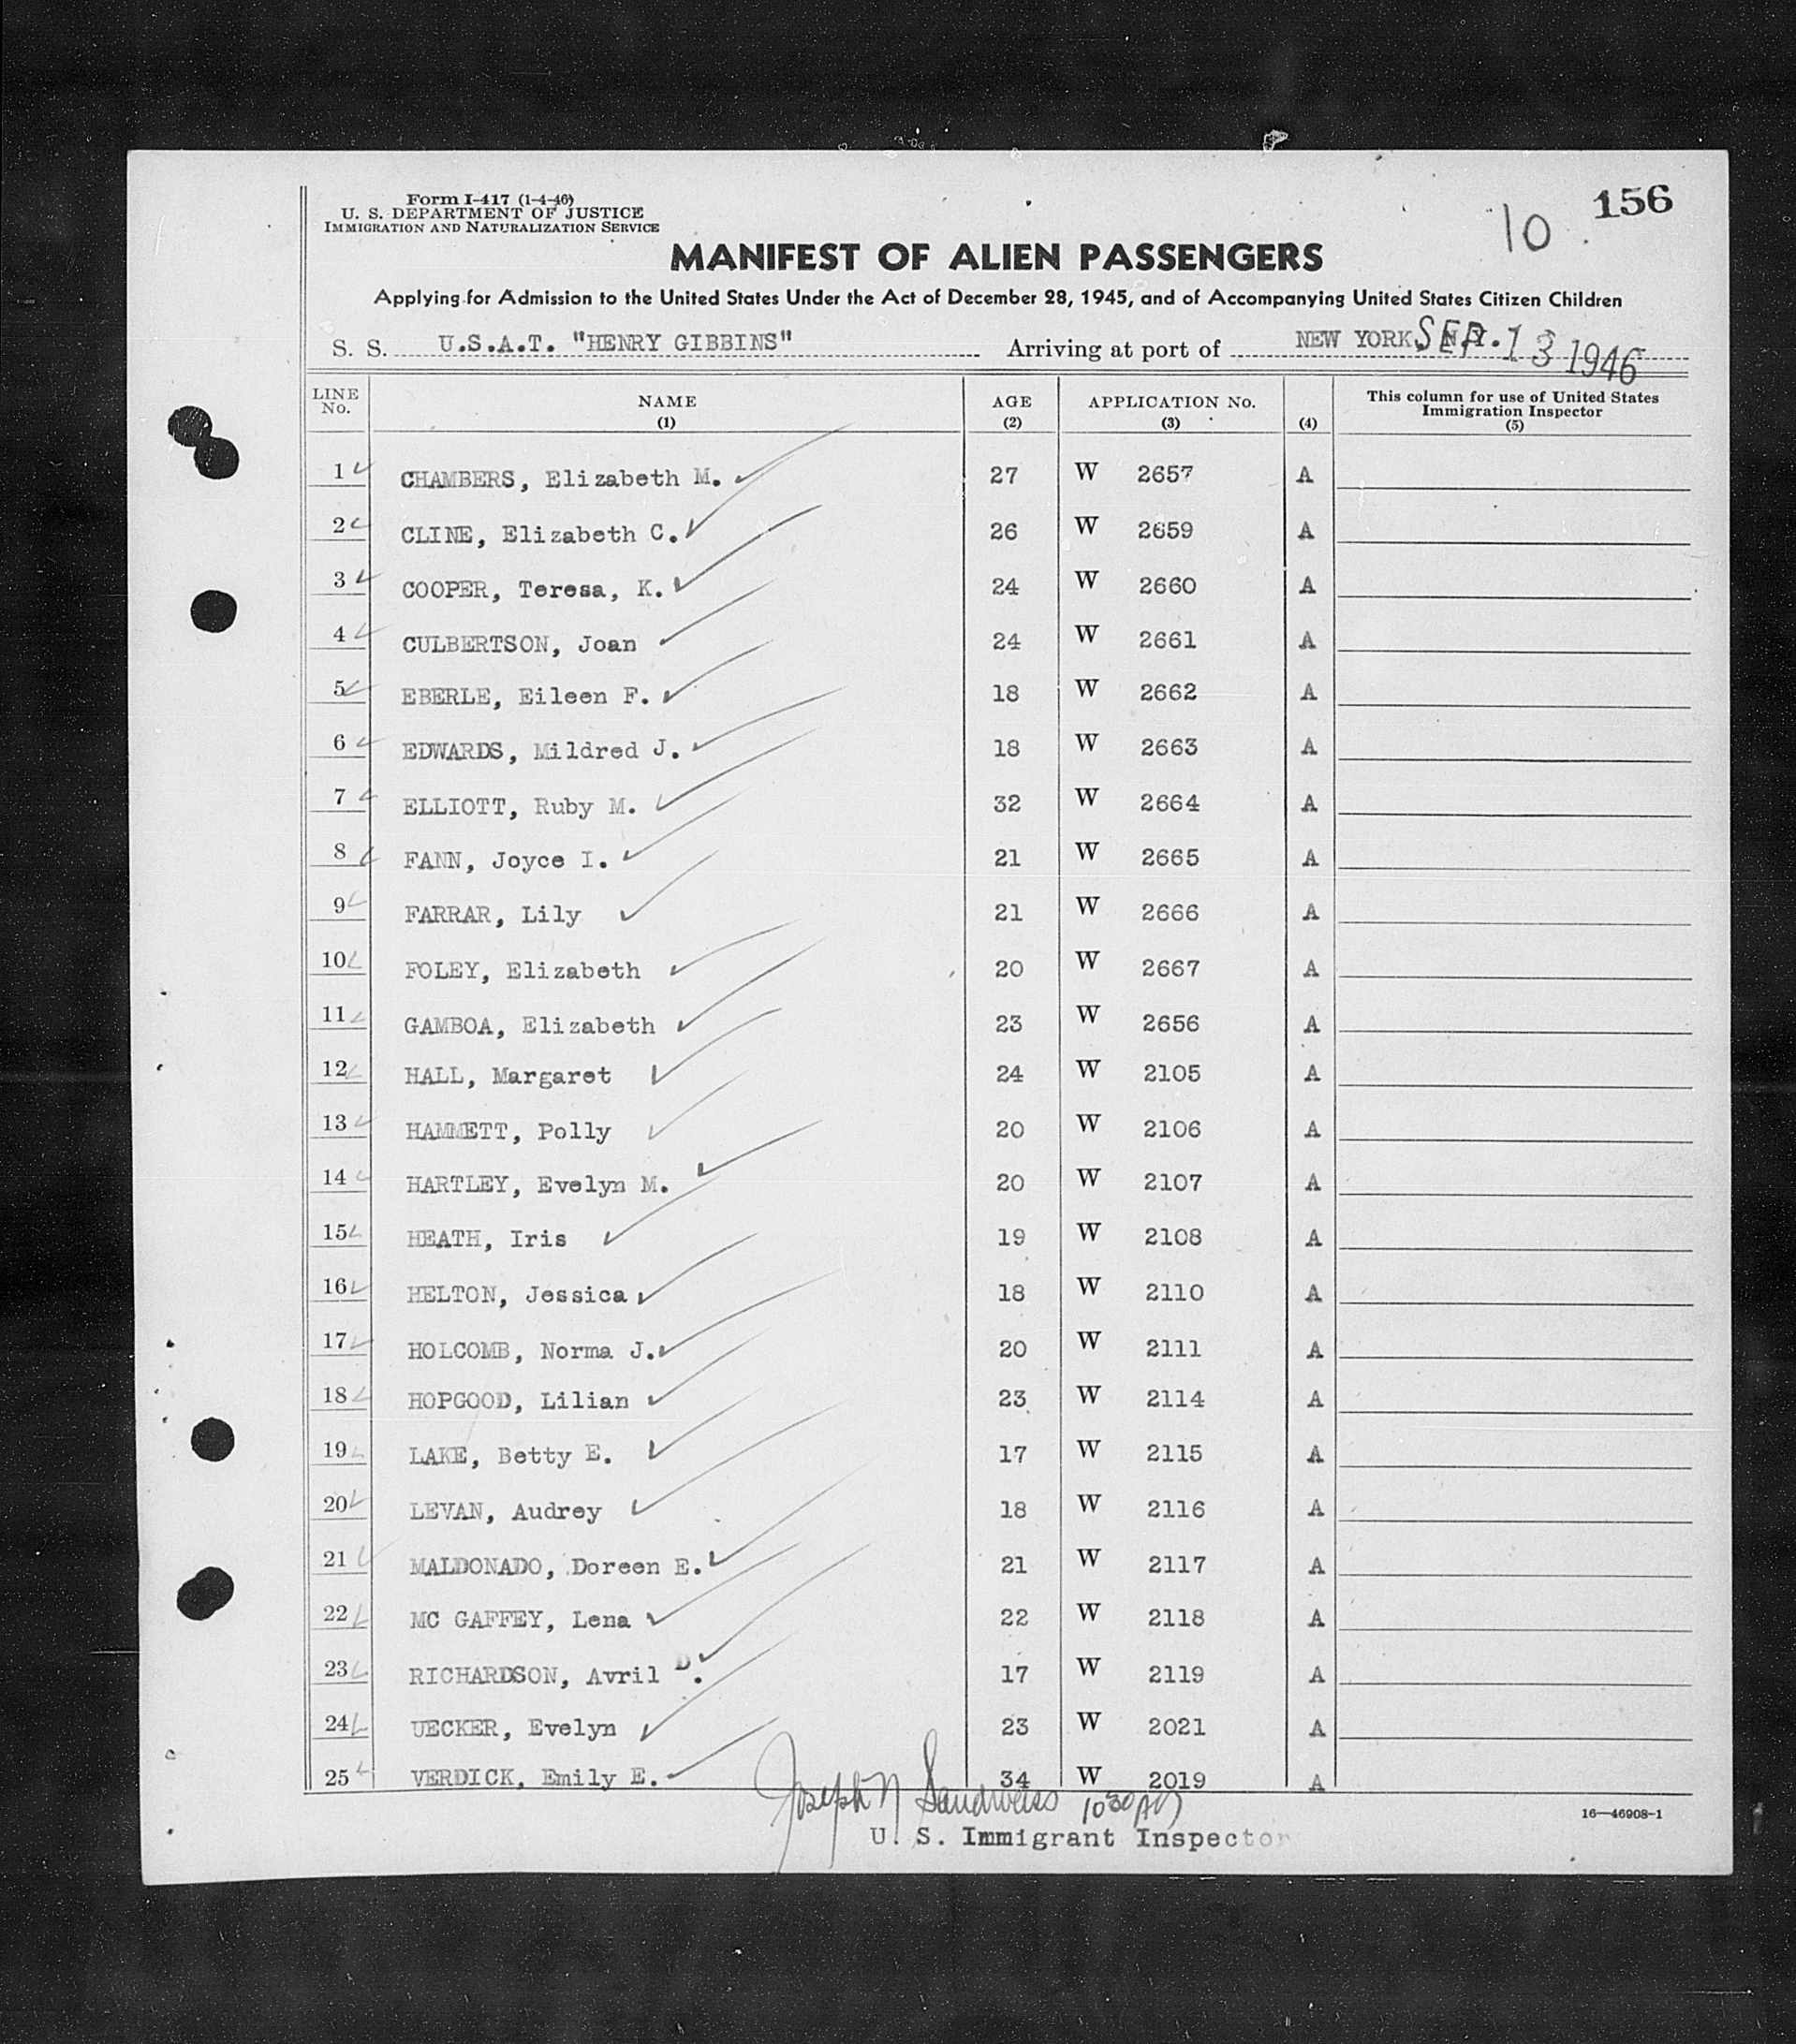 156
10
Form I-417 (1-4-46)
U. S. DEPARTMENT OF JUSTICE
IMMIGRATION AND NATURALIZATION SERVICE
MANIFEST OF ALIEN PASSENGERS
Applying for Admission to the United States Under the Act of December 28, 1945, and of Accompanying United States Citizen Children
S. S. U.S.A.T. "HENRY GIBBINS" Arriving at port of NEW YORK, N.Y. SEP. 13 1946
LINE No. NAME (1) AGE (2) APPLICATION No. (3) (4) This column for use of United States Immigration Inspector (5)
1 CHAMBERS, Elizabeth M. 27 W 2657 A
2 CLINE, Elizabeth C. 26 W 2659 A
3 COOPER, Teresa, K. 24 W 2660 A
4 CULBERTSON, Joan 24 W 2661 A
5 EBERLE, Eileen F. 18 W 2662 A
6 EDWARDS, Mildred J. 18 W 2663 A
7 ELLIOTT, Ruby M. 32 W 2664 A
8 FANN, Joyce I. 21 W 2665 A
9 FARRAR, Lily 21 W 2666 A
10 FOLEY, Elizabeth 20 W 2667 A
11 GAMBOA, Elizabeth 23 W 2656 A
12 HALL, Margaret 24 W 2105 A
13 HAMMETT, Polly 20 W 2106 A
14 HARTLEY, Evelyn M. 20 W 2107 A
15 HEATH, Iris 19 W 2108 A
16 HELTON, Jessica 18 W 2110 A
17 HOLCOMB, Norma J. 20 W 2111 A
18 HOPGOOD, Lilian 23 W 2114 A
19 LAKE, Betty E. 17 W 2115 A
20 LEVAN, Audrey 18 W 2116 A
21 MALDONADO, Doreen E. 21 W 2117 A
22 MC GAFFEY, Lena 22 W 2118 A
23 RICHARDSON, Avril D. 17 W 2119 A
24 UECKER, Evelyn 23 W 2021 A
25 VERDICK, Emily E. 34 W 2019 A
Joseph N Sandweiss 10 30
U. S. Immigrant Inspector
16—46908-1